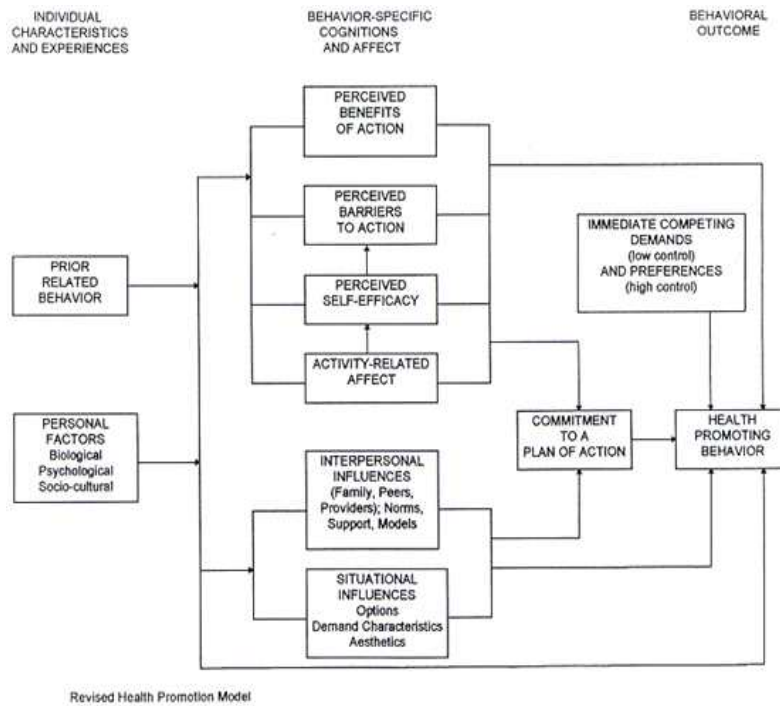 INDIVIDUAL
CHARACTERISTICS
AND EXPERIENCES
BEHAVIOR-SPECIFIC
COGNITIONS
AND AFFECT
BEHAVIORAL
OUTCOME
PERCEIVED
BENEFITS
OF ACTION
PERCEIVED
BARRIERS
TO ACTION
IMMEDIATE COMPETING
DEMANDS
(low control)
AND PREFERENCES
(high control)
PRIOR
RELATED
BEHAVIOR
PERCEIVED
SELF-EFFICACY
ACTIVITY-RELATED
AFFECT
PERSONAL
FACTORS
Biological
Psychological
Socio-cultural
COMMITMENT
TO A
PLAN OF ACTION
HEALTH
PROMOTING
BEHAVIOR
INTERPERSONAL
INFLUENCES
(Family, Peers,
Providers); Norms,
Support, Models
SITUATIONAL
INFLUENCES
Options
Demand Characteristics
Aesthetics
Revised Health Promotion Model